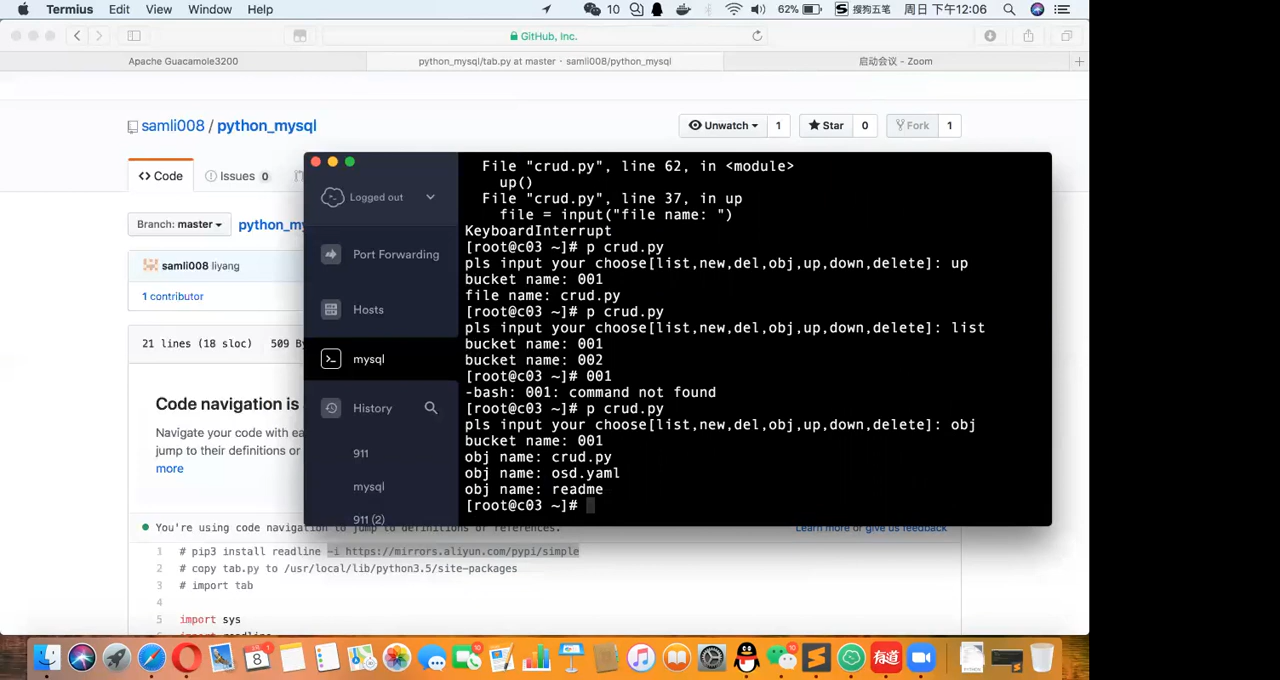 Termius Edit View Window Help 10 62% 搜狗五笔 周日 下午12:06
GitHub, Inc.
Apache Guacamole3200 python_mysql/tab.py at master · samli008/python_mysql 启动会议 - Zoom
samli008 / python_mysql Unwatch 1 Star 0 Fork 1
<> Code Issues 0
Branch: master python_my
samli008 liyang
1 contributor
21 lines (18 sloc) 509 By
Code navigation is
Navigate your code with ea
jump to their definitions or
more
Logged out
Port Forwarding
Hosts
mysql
History
911
mysql
911 (2)
File "crud.py", line 62, in <module>
up()
File "crud.py", line 37, in up
file = input("file name: ")
KeyboardInterrupt
[root@c03 ~]# p crud.py
pls input your choose[list,new,del,obj,up,down,delete]: up
bucket name: 001
file name: crud.py
[root@c03 ~]# p crud.py
pls input your choose[list,new,del,obj,up,down,delete]: list
bucket name: 001
bucket name: 002
[root@c03 ~]# 001
-bash: 001: command not found
[root@c03 ~]# p crud.py
pls input your choose[list,new,del,obj,up,down,delete]: obj
bucket name: 001
obj name: crud.py
obj name: osd.yaml
obj name: readme
[root@c03 ~]#
You're using code navigation to jump to definitions or references. Learn more or give us feedback
1 # pip3 install readline -i https://mirrors.aliyun.com/pypi/simple
2 # copy tab.py to /usr/local/lib/python3.5/site-packages
3 # import tab
4
5 import sys
6 import readline
8
有道